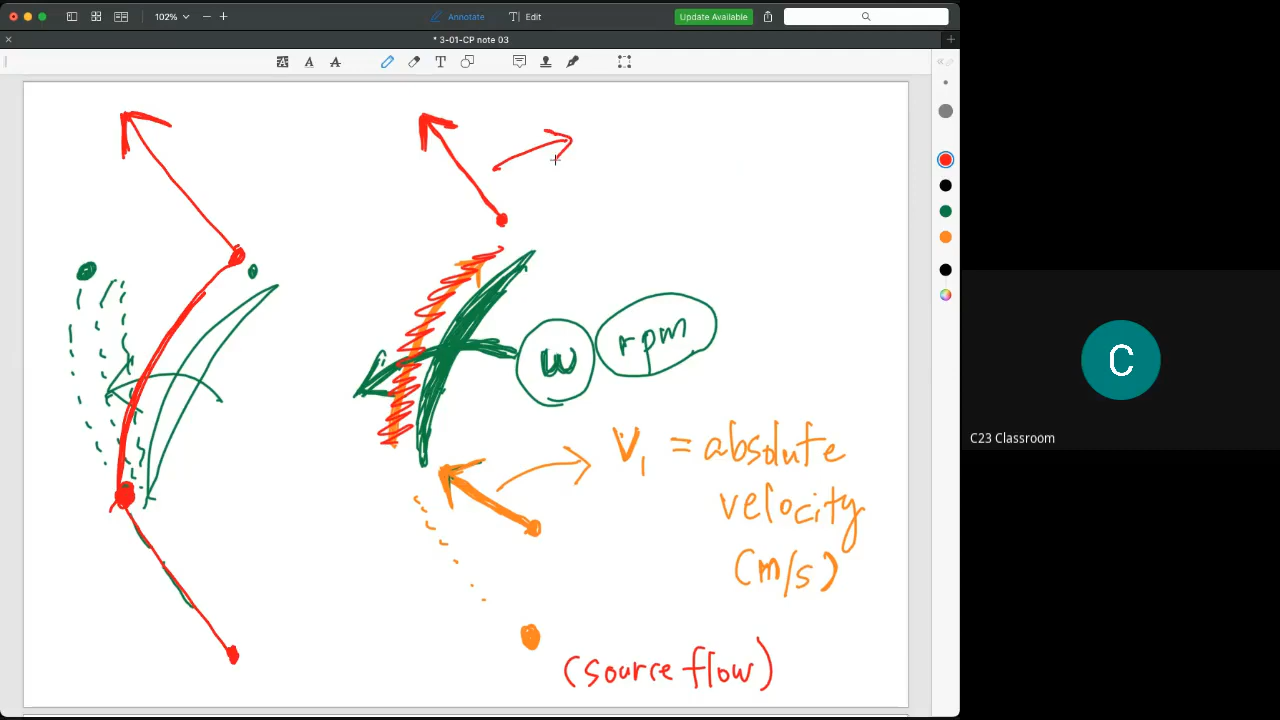 102%
Annotate
Edit
Update Available
* 3-01-CP note 03
A A A T
ω
rpm
V₁ = absolute
velocity
(m/s)
(source flow)
C
C23 Classroom